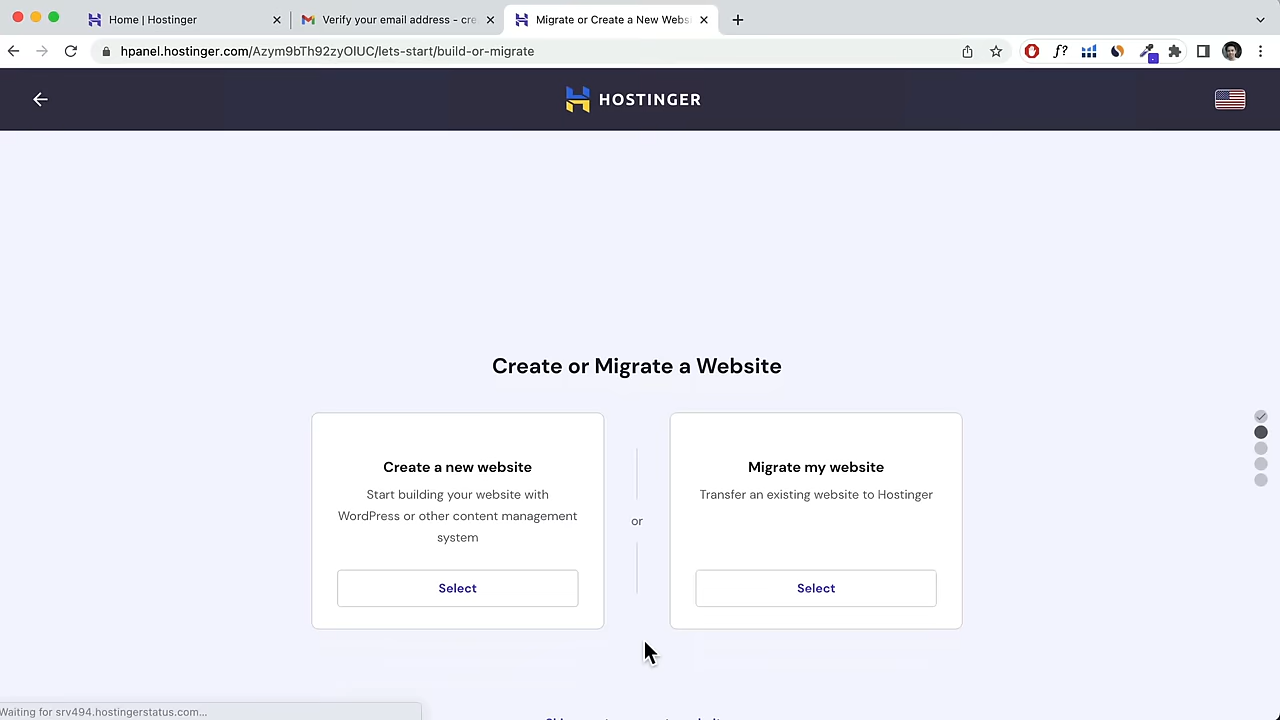 Home | Hostinger
Verify your email address - cre
Migrate or Create a New Webs
hpanel.hostinger.com/Azym9bTh92zyOlUC/lets-start/build-or-migrate
f?
HOSTINGER
Create or Migrate a Website
Create a new website
Start building your website with
WordPress or other content management
system
Select
or
Migrate my website
Transfer an existing website to Hostinger
Select
Waiting for srv494.hostingerstatus.com...